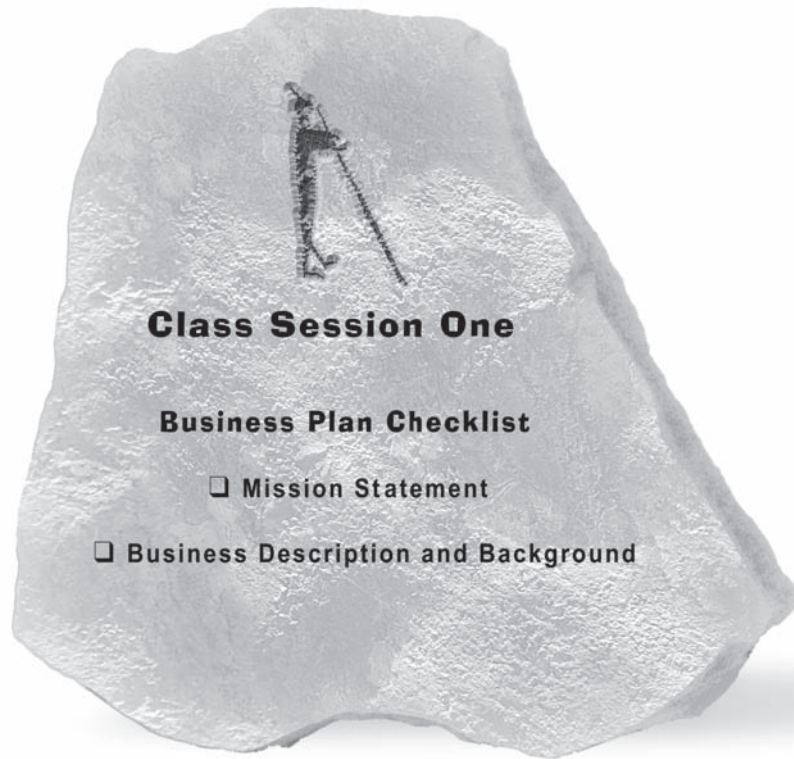 Class Session One
Business Plan Checklist
❑ Mission Statement
❑ Business Description and Background